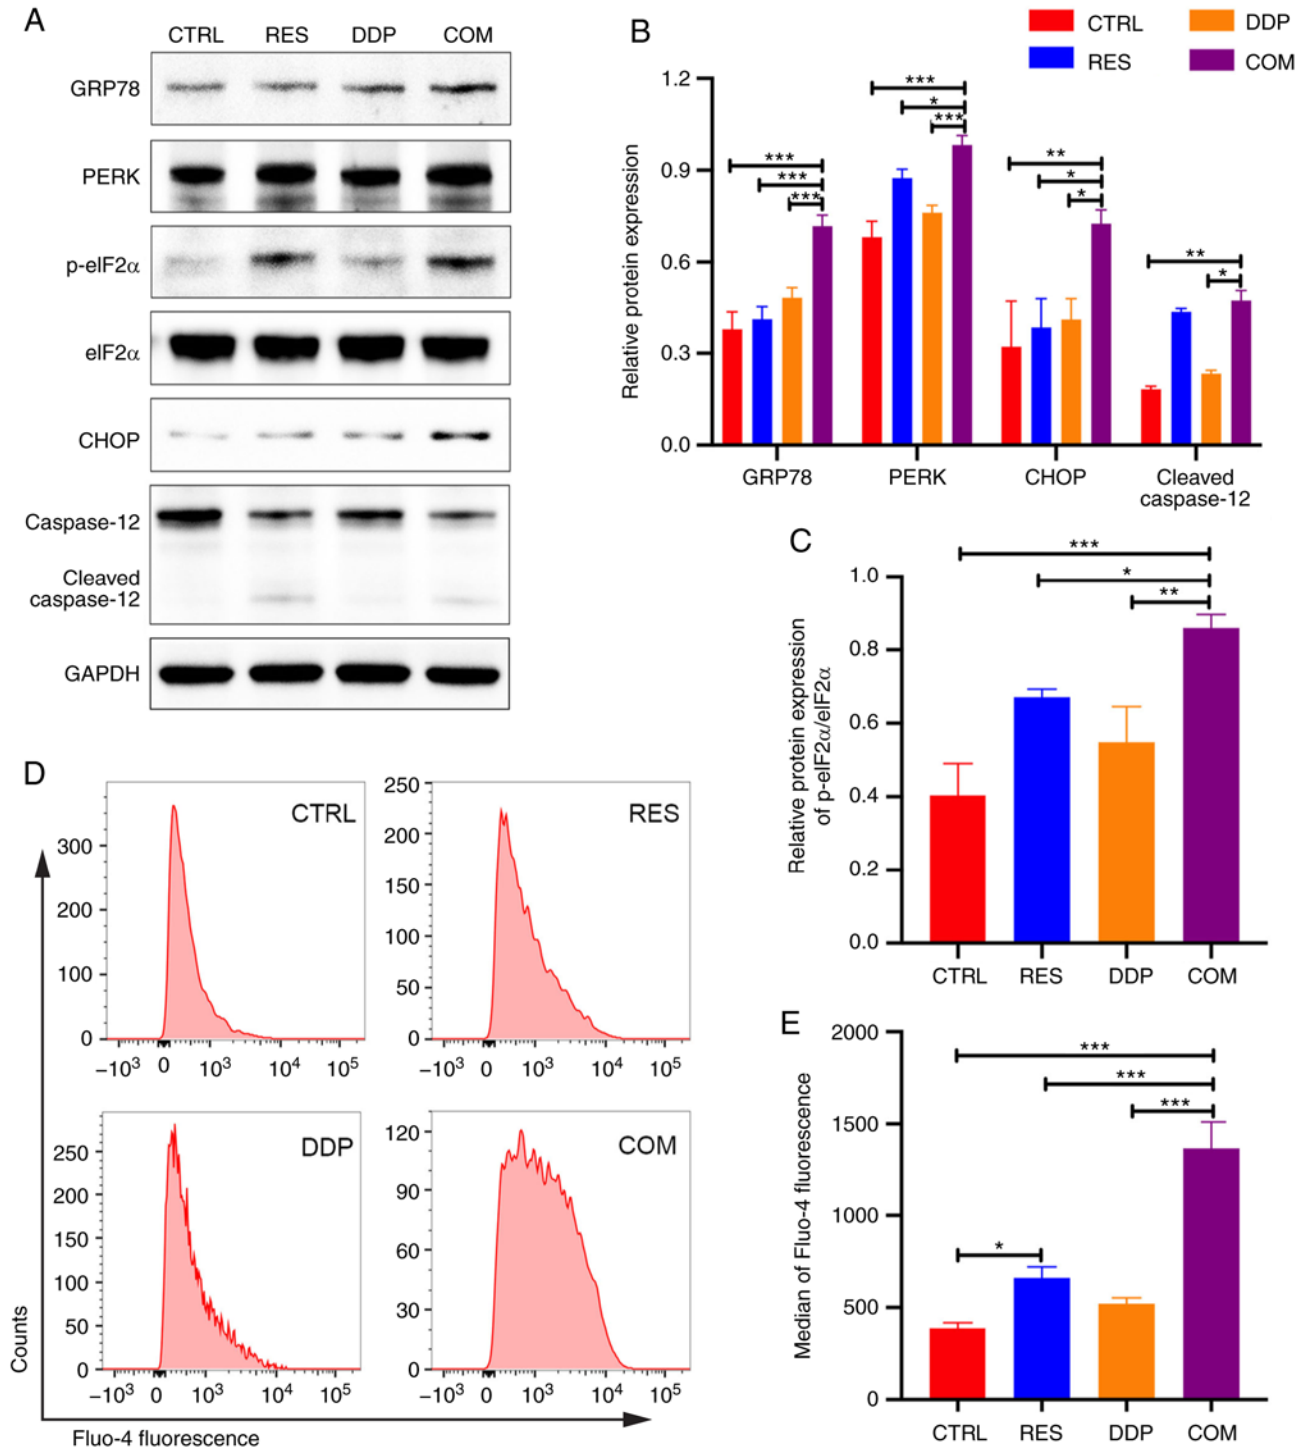 A
CTRL RES DDP COM
GRP78
PERK
p-eIF2α
eIF2α
CHOP
Caspase-12
Cleaved
caspase-12
GAPDH
B
CTRL DDP
RES COM
Relative protein expression
1.2
0.9
0.6
0.3
0.0
*** *** ***
*** * ***
** * *
** *
GRP78 PERK CHOP Cleaved
caspase-12
C
Relative protein expression
of p-eIF2α/eIF2α
1.0
0.8
0.6
0.4
0.2
0.0
***
*
**
CTRL RES DDP COM
D
CTRL
300
200
100
0
−10³ 0 10³ 10⁴ 10⁵
RES
250
200
150
100
50
0
−10³ 0 10³ 10⁴ 10⁵
DDP
250
200
150
100
50
0
−10³ 0 10³ 10⁴ 10⁵
COM
120
90
60
30
0
−10³ 0 10³ 10⁴ 10⁵
Counts
Fluo-4 fluorescence
E
Median of Fluo-4 fluorescence
2000
1500
1000
500
0
***
***
***
*
CTRL RES DDP COM